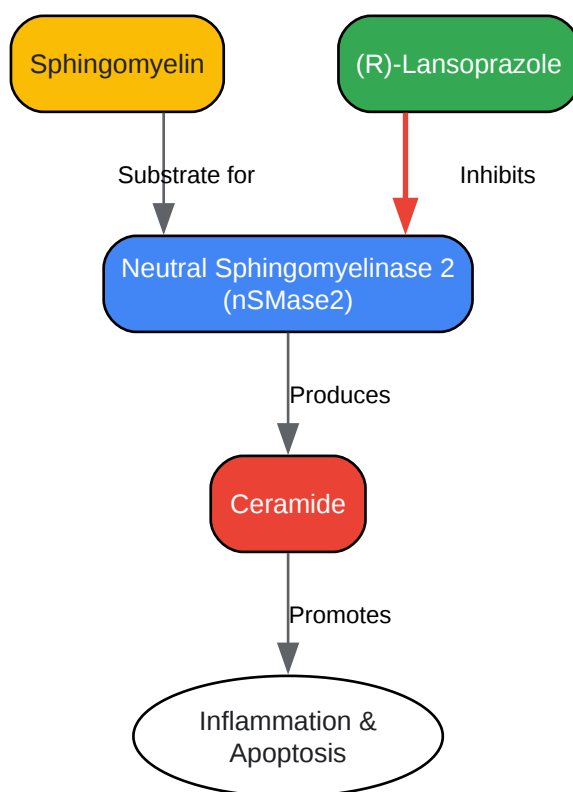 Sphingomyelin
(R)-Lansoprazole
Substrate for
Inhibits
Neutral Sphingomyelinase 2
(nSMase2)
Produces
Ceramide
Promotes
Inflammation &
Apoptosis